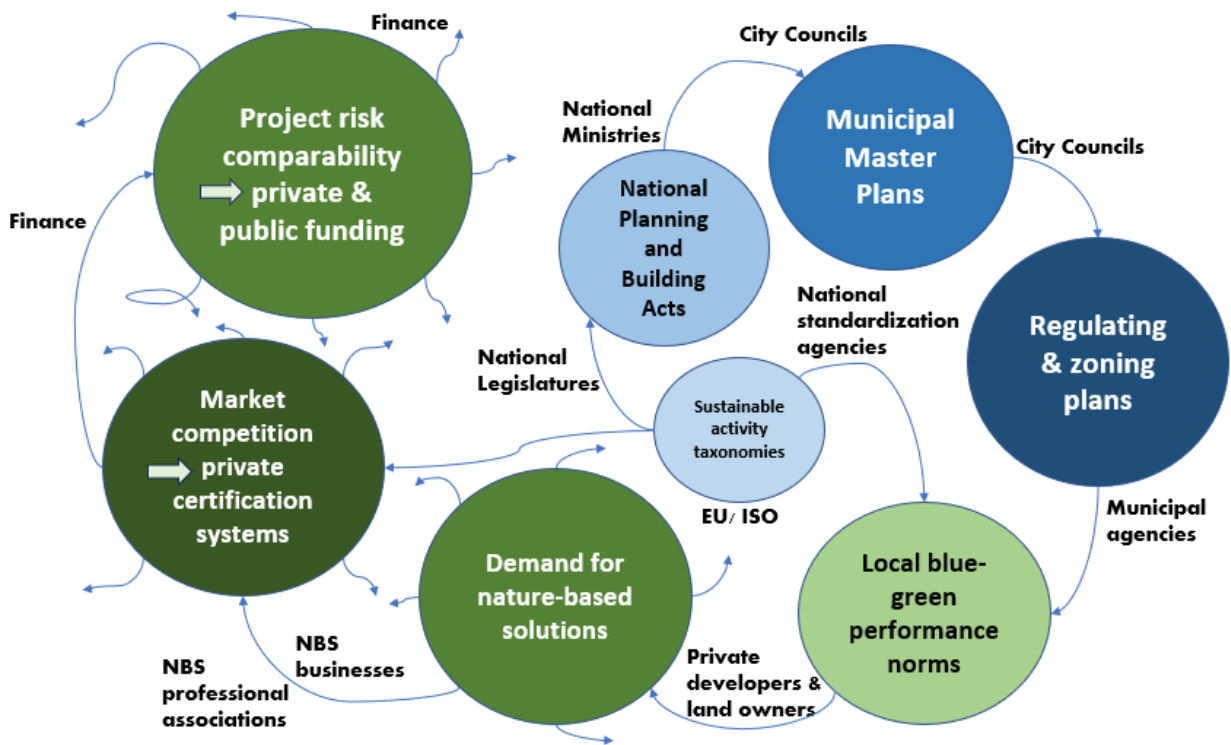 Finance
Project risk
comparability
private &
public funding
Finance
City Councils
National
Ministries
Municipal
Master
Plans
City Councils
National
Planning
and
Building
Acts
National
standardization
agencies
Regulating
& zoning
plans
National
Legislatures
Sustainable
activity
taxonomies
EU/ ISO
Market
competition
private
certification
systems
Municipal
agencies
Demand for
nature-based
solutions
Local blue-
green
performance
norms
NBS
businesses
NBS
professional
associations
Private
developers &
land owners